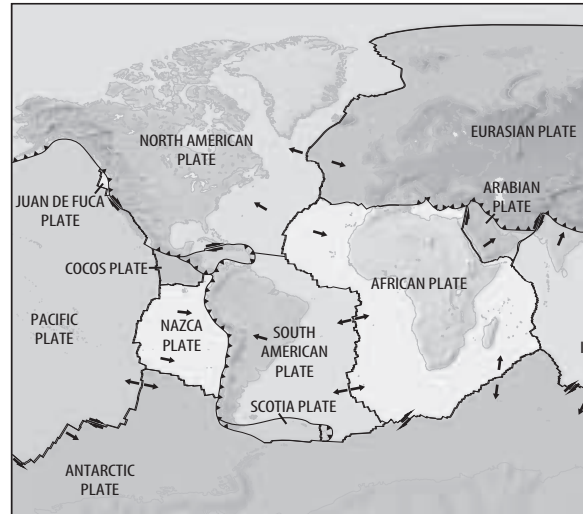 NORTH AMERICAN
PLATE
EURASIAN PLATE
JUAN DE FUCA
PLATE
ARABIAN
PLATE
COCOS PLATE
AFRICAN PLATE
PACIFIC
PLATE
NAZCA
PLATE
SOUTH
AMERICAN
PLATE
SCOTIA PLATE
ANTARCTIC
PLATE